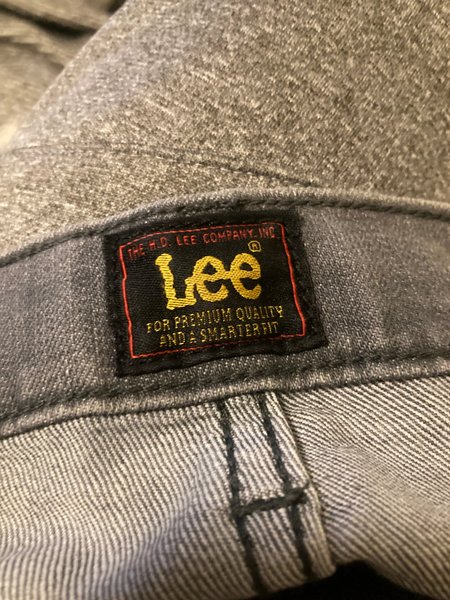 THE H.D. LEE COMPANY, INC
Lee®
FOR PREMIUM QUALITY
AND A SMARTER FIT